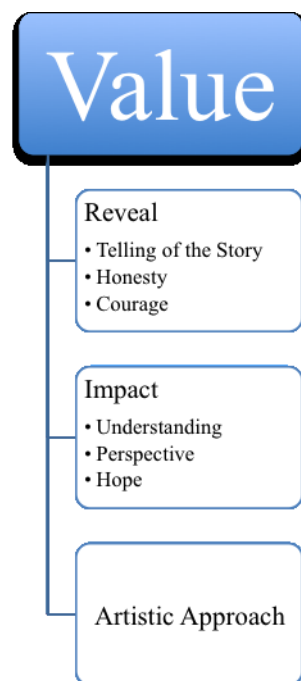 Value
Reveal
• Telling of the Story
• Honesty
• Courage
Impact
• Understanding
• Perspective
• Hope
Artistic Approach